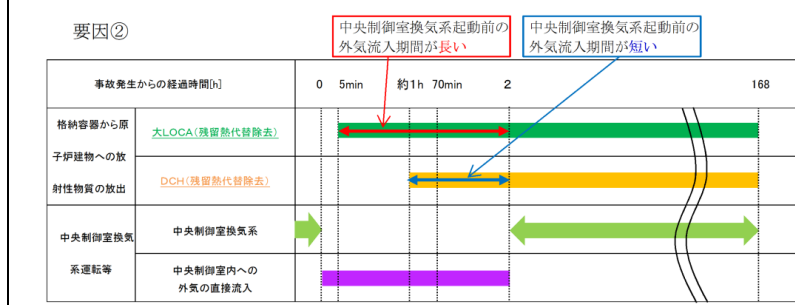 要因②
中央制御室換気系起動前の
外気流入期間が長い
中央制御室換気系起動前の
外気流入期間が短い
事故発生からの経過時間[h]
0 5min 約1h 70min 2 168
格納容器から原
子炉建物への放
射性物質の放出
大LOCA(残留熱代替除去)
DCH(残留熱代替除去)
中央制御室換気
系運転等
中央制御室換気系
中央制御室内への
外気の直接流入